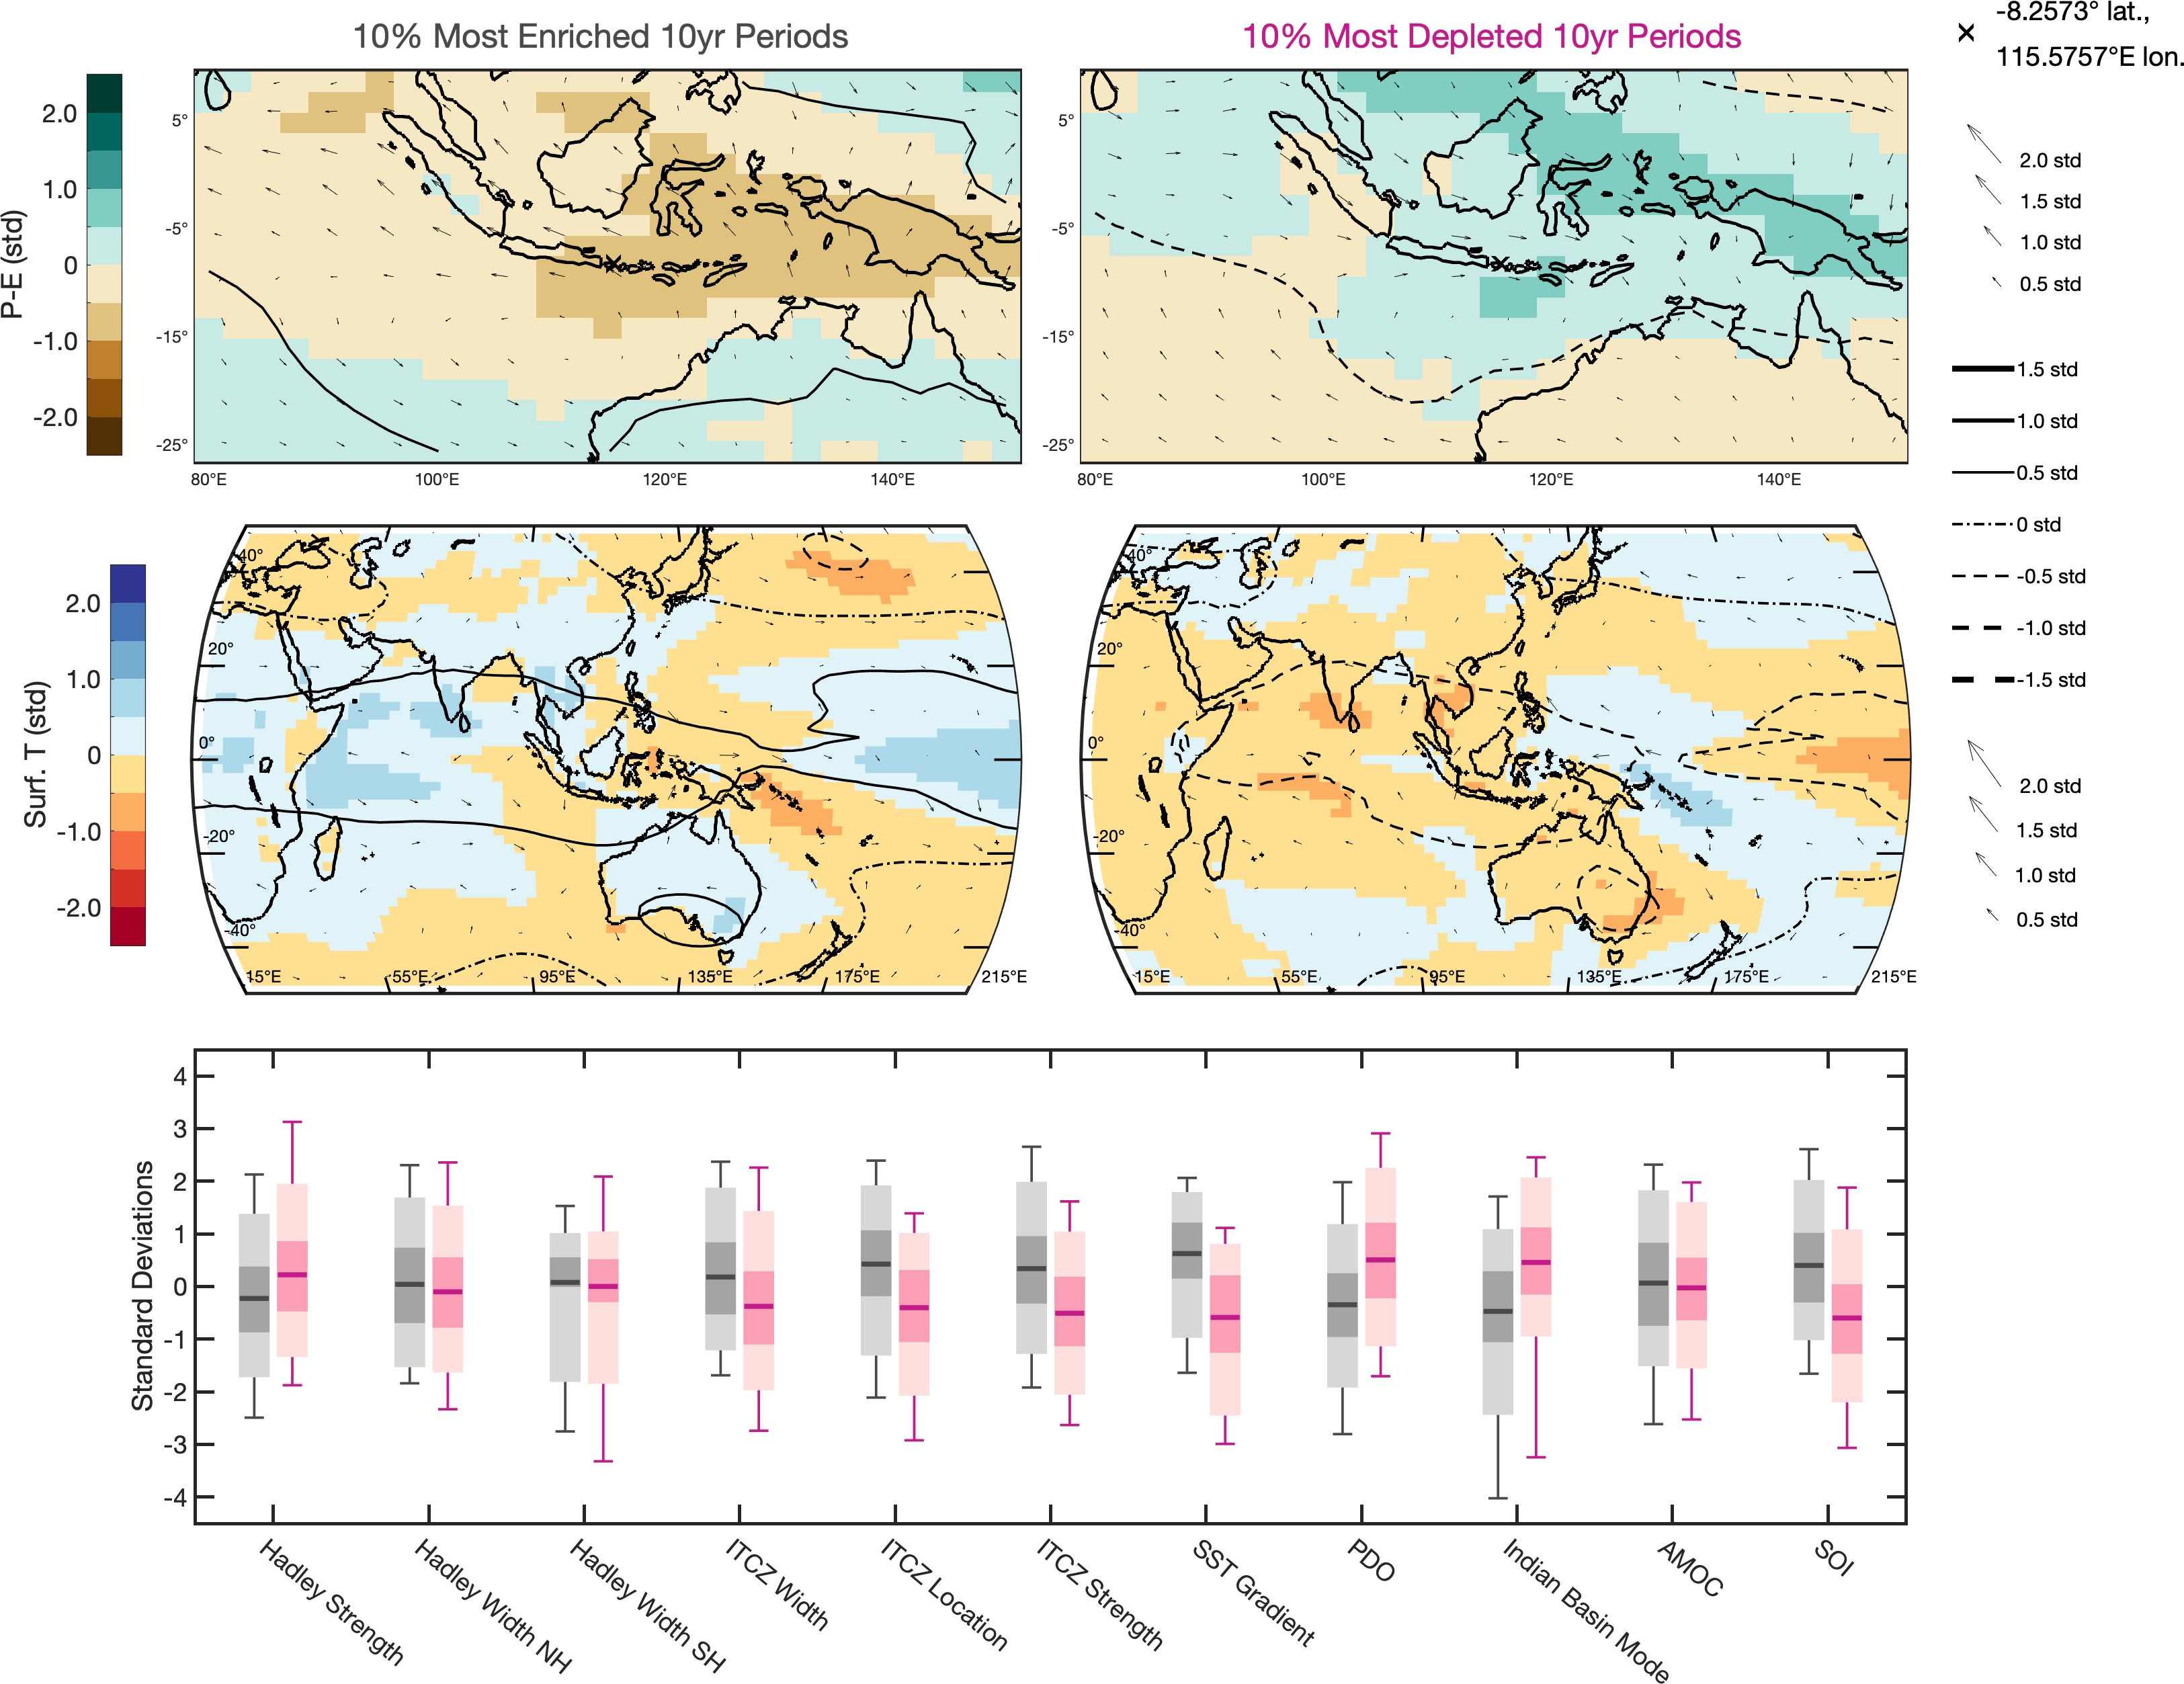 10% Most Enriched 10yr Periods
10% Most Depleted 10yr Periods
-8.2573° lat.,
115.5757°E lon.
P-E (std)
2.0
1.0
0
-1.0
-2.0
5°
-5°
-15°
-25°
80°E
100°E
120°E
140°E
5°
-5°
-15°
-25°
80°E
100°E
120°E
140°E
2.0 std
1.5 std
1.0 std
0.5 std
1.5 std
1.0 std
0.5 std
0 std
-0.5 std
-1.0 std
-1.5 std
Surf. T (std)
2.0
1.0
0
-1.0
-2.0
40°
20°
0°
-20°
-40°
15°E
55°E
95°E
135°E
175°E
215°E
40°
20°
0°
-20°
-40°
15°E
55°E
95°E
135°E
175°E
215°E
2.0 std
1.5 std
1.0 std
0.5 std
Standard Deviations
4
3
2
1
0
-1
-2
-3
-4
Hadley Strength
Hadley Width NH
Hadley Width SH
ITCZ Width
ITCZ Location
ITCZ Strength
SST Gradient
PDO
Indian Basin Mode
AMOC
SOI